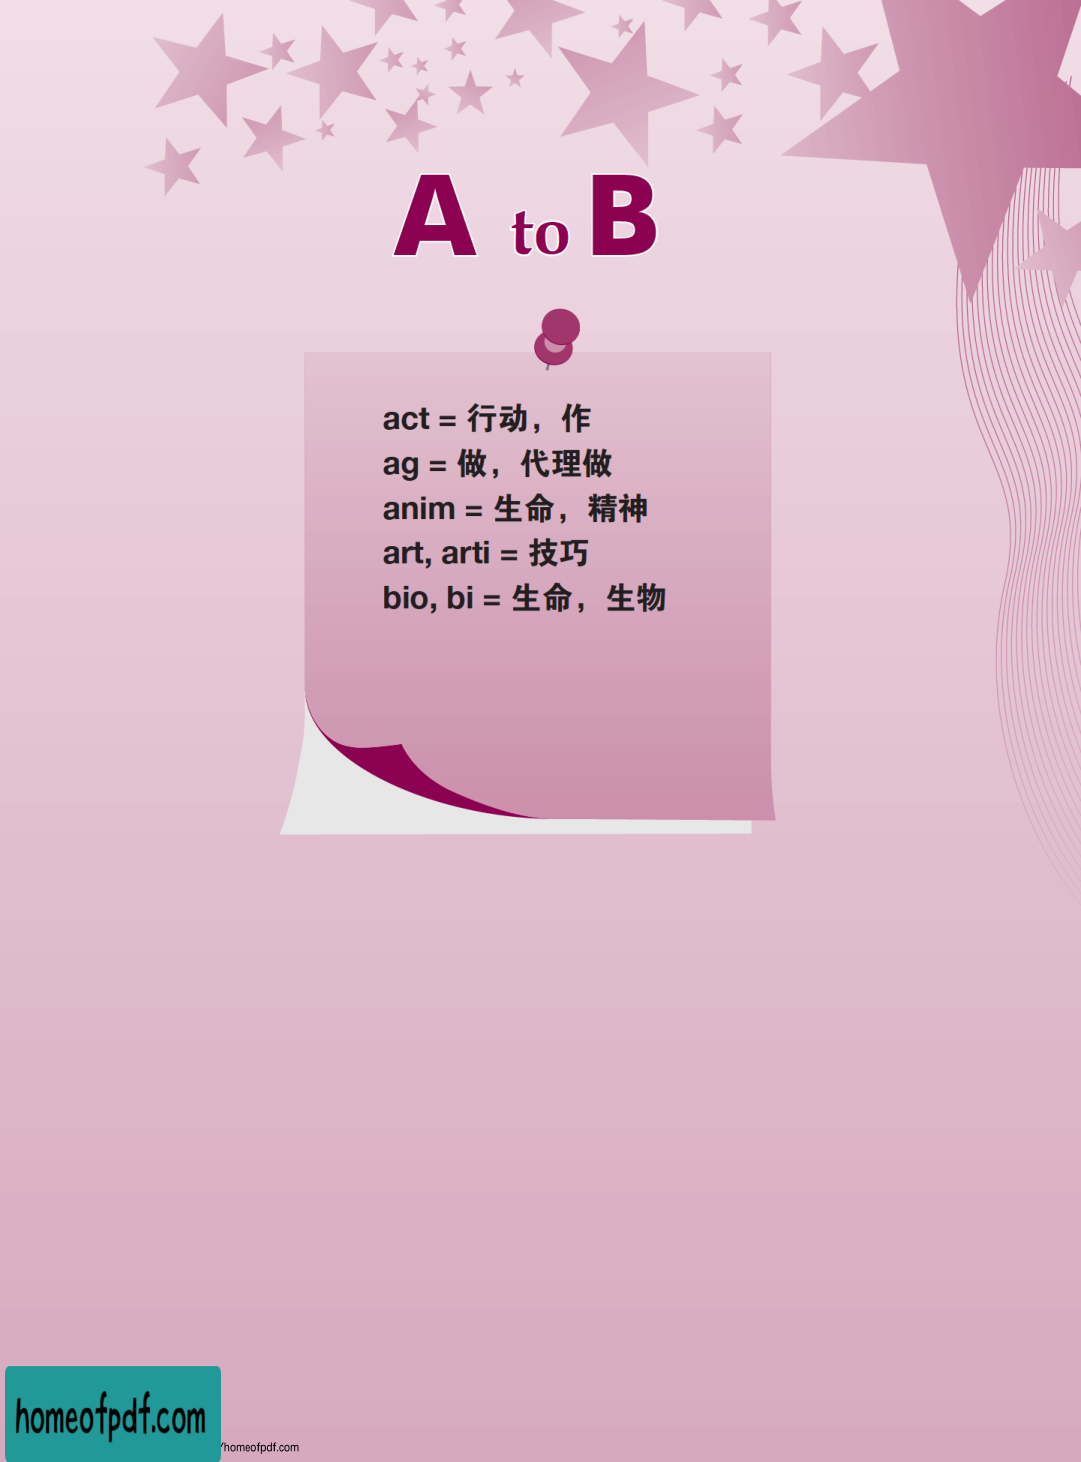 A to B
act = 行动，作
ag = 做，代理做
anim = 生命，精神
art, arti = 技巧
bio, bi = 生命，生物
homeofpdf.com
/homeofpdf.com